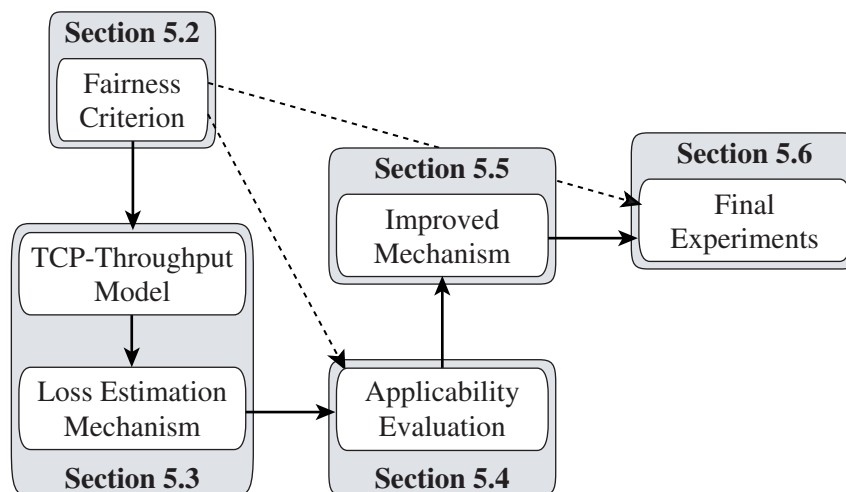 Section 5.2
Fairness
Criterion
TCP-Throughput
Model
Loss Estimation
Mechanism
Section 5.3
Applicability
Evaluation
Section 5.4
Section 5.5
Improved
Mechanism
Section 5.6
Final
Experiments